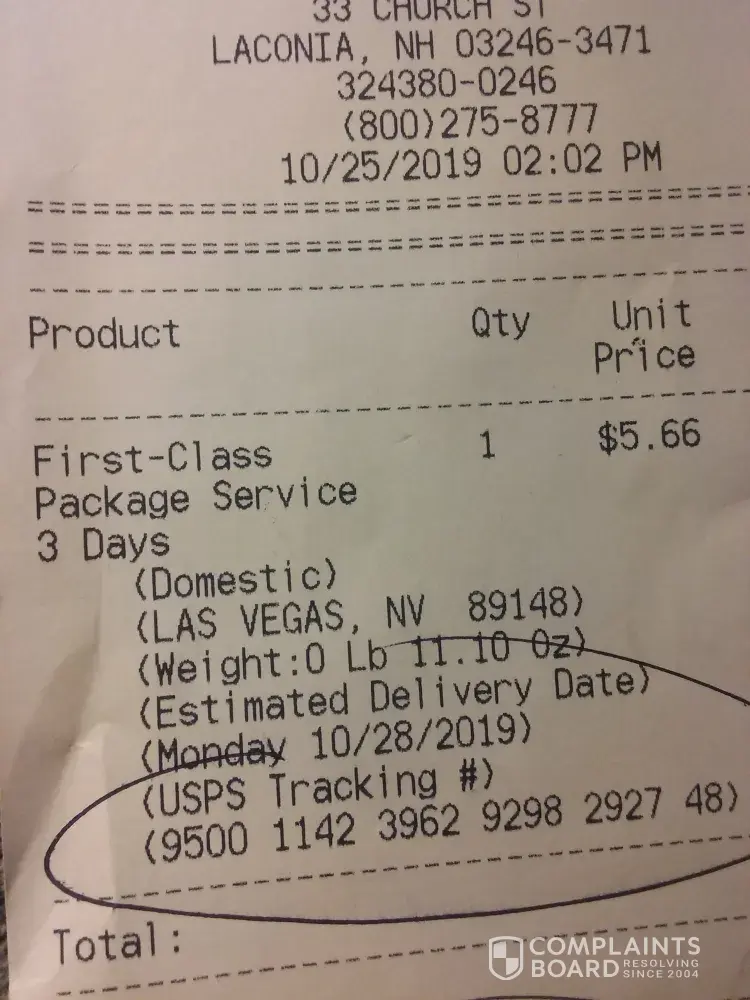 33 CHURCH ST
LACONIA, NH 03246-3471
324380-0246
(800)275-8777
10/25/2019 02:02 PM
Product Qty Unit
Price
First-Class 1 $5.66
Package Service
3 Days
(Domestic)
(LAS VEGAS, NV 89148)
(Weight:0 Lb 11.10 Oz)
(Estimated Delivery Date)
(Monday 10/28/2019)
(USPS Tracking #)
(9500 1142 3962 9298 2927 48)
Total:
COMPLAINTS
BOARD RESOLVING
SINCE 2004